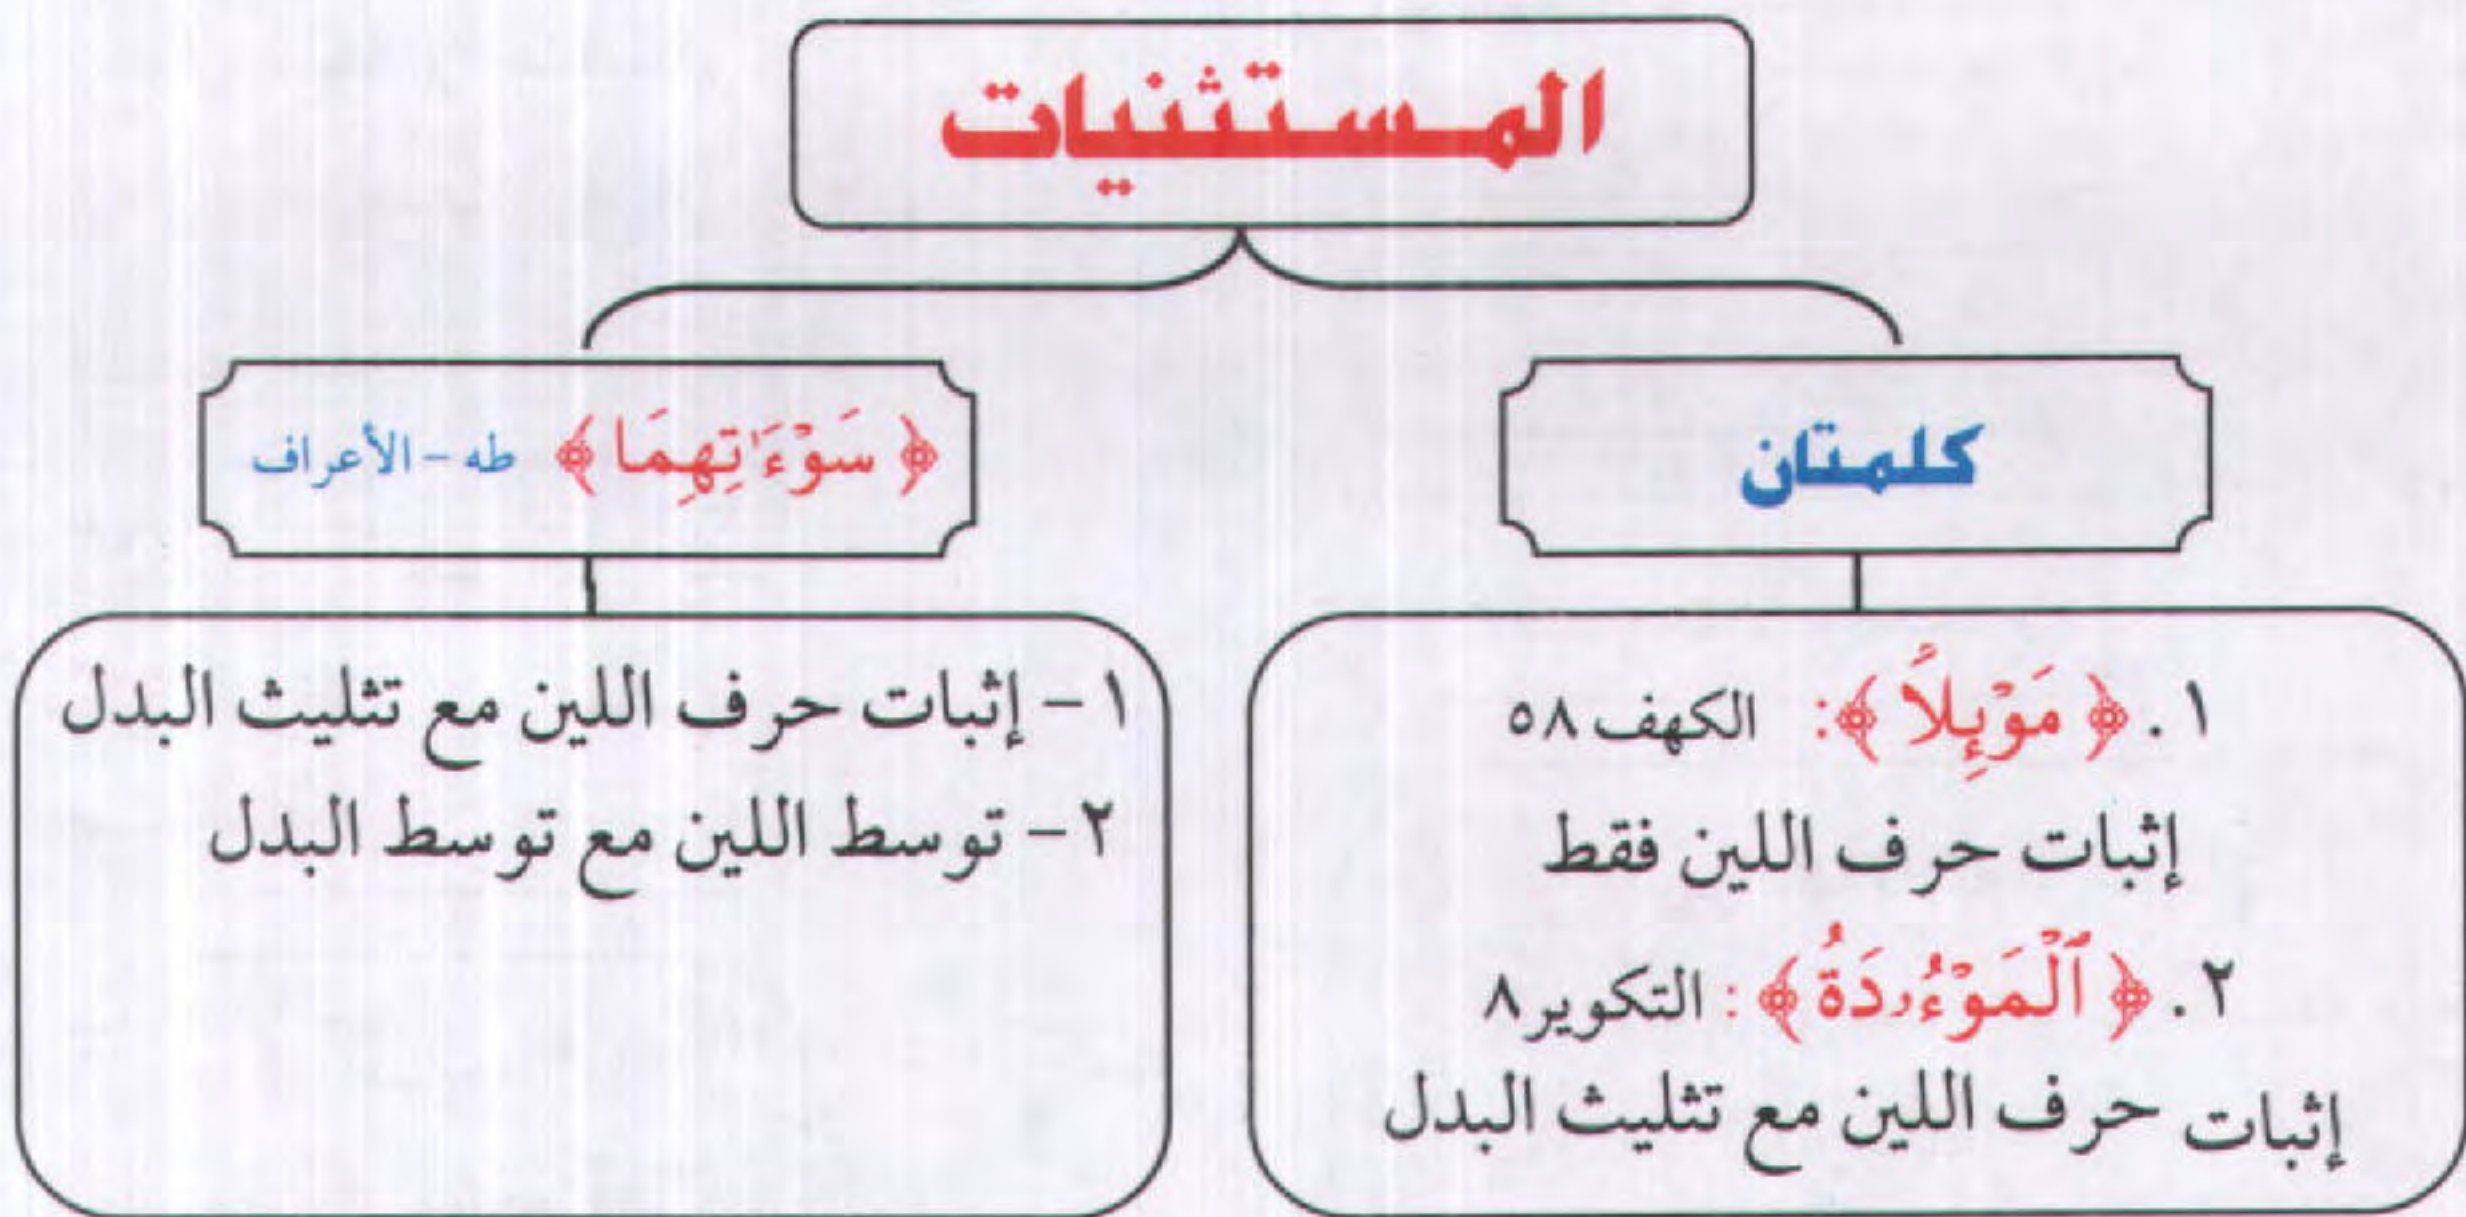 المستثنيات
كلمتان
١. ﴿ مَوْئِلًا ﴾: الكهف ٥٨
إثبات حرف اللين فقط
٢. ﴿ ٱلْمَوْءُۥدَةُ ﴾: التكوير ٨
إثبات حرف اللين مع تثليث البدل
﴿ سَوْءَٰتِهِمَا ﴾ طه - الأعراف
١ - إثبات حرف اللين مع تثليث البدل
٢ - توسط اللين مع توسط البدل